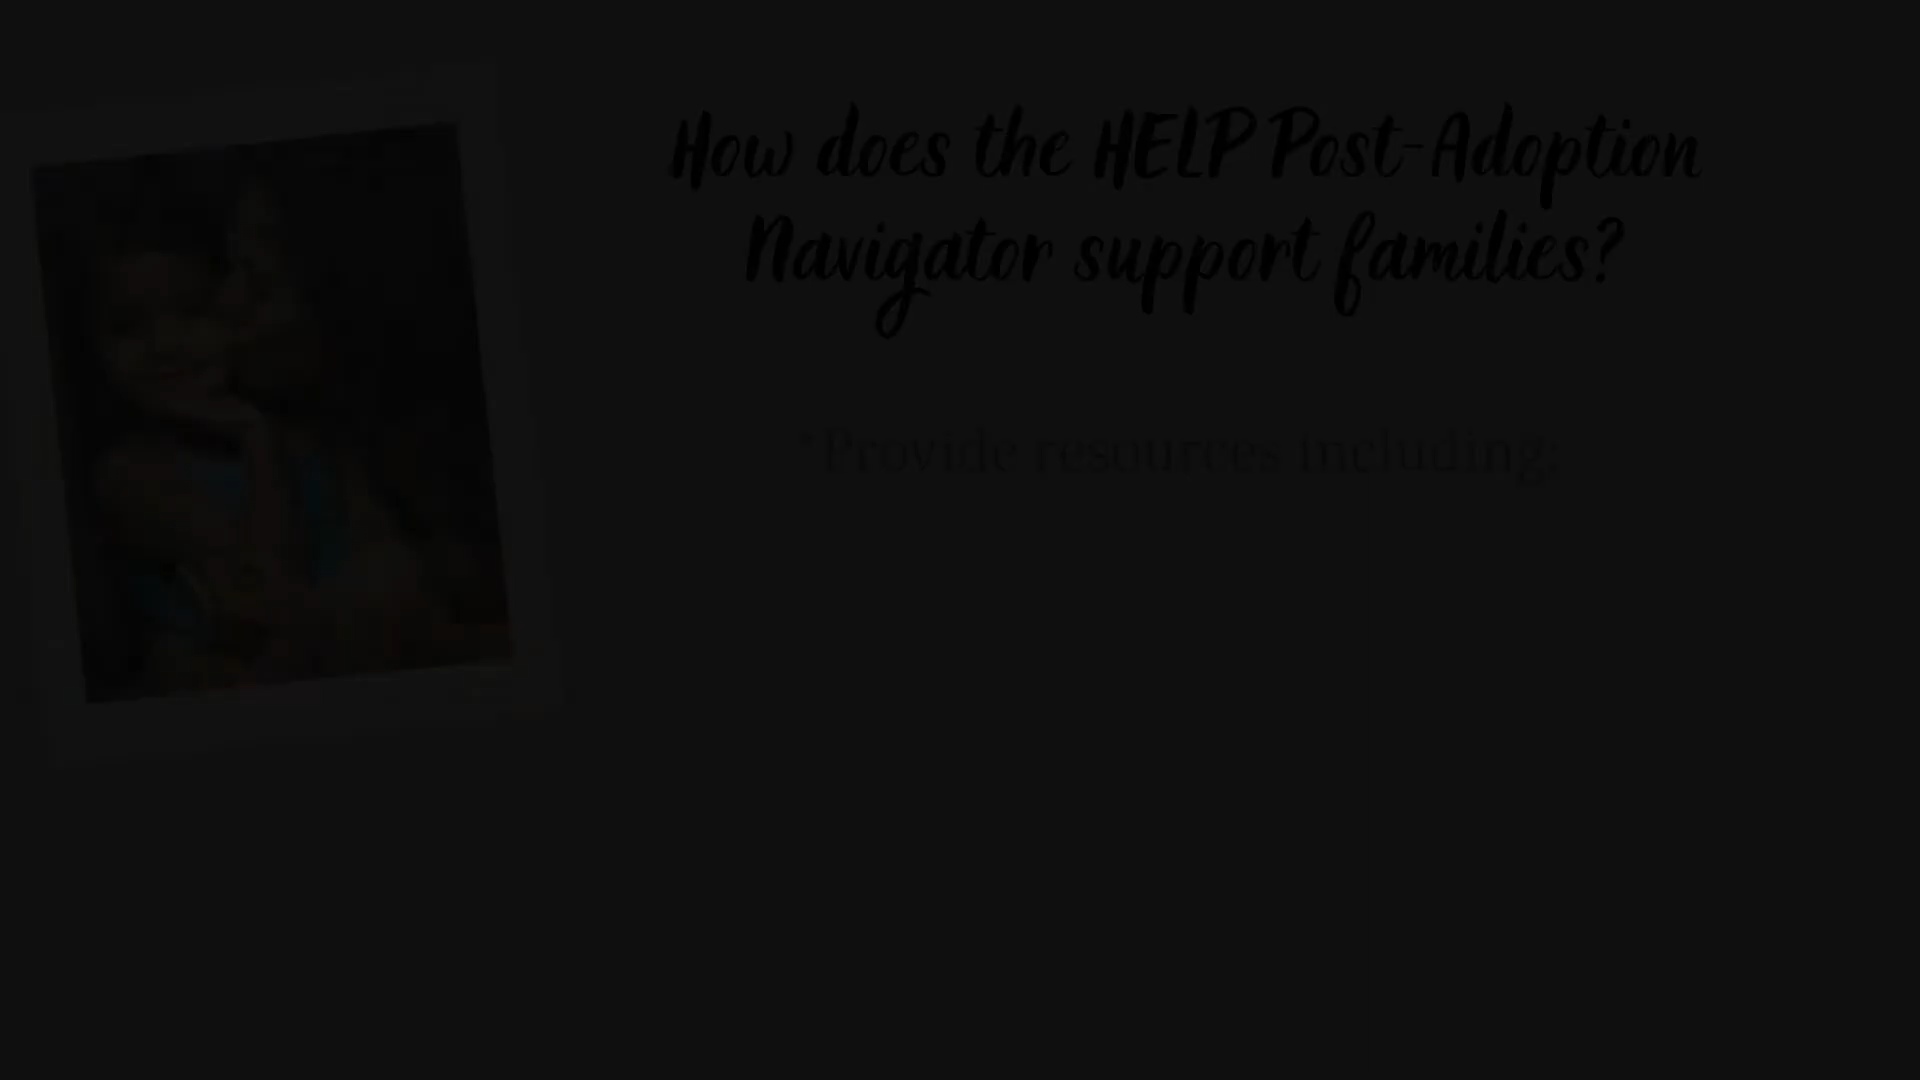 How does the HELP Post-Adoption
Navigator support families?
*Provide resources including: